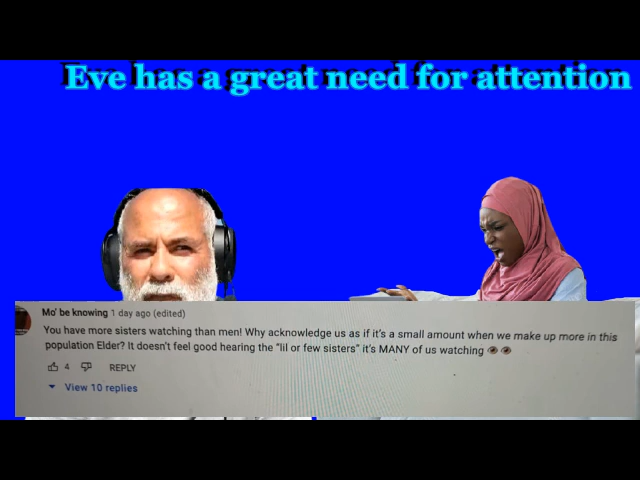 Eve has a great need for attention
Mo' be knowing 1 day ago (edited)
You have more sisters watching than men! Why acknowledge us as if it's a small amount when we make up more in this
population Elder? It doesn't feel good hearing the "lil or few sisters" it's MANY of us watching 👁️👁️
4 REPLY
View 10 replies